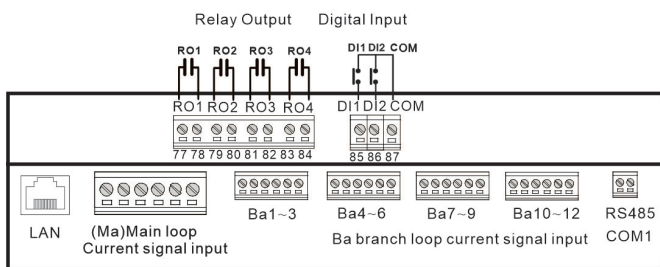 Relay Output Digital Input
RO1 RO2 RO3 RO4 DI1 DI2 COM
RO1 RO2 RO3 RO4 DI1 DI2 COM
77 78 79 80 81 82 83 84 85 86 87
Ba1~3 Ba4~6 Ba7~9 Ba10~12 RS485
LAN (Ma)Main loop Ba branch loop current signal input COM1
Current signal input